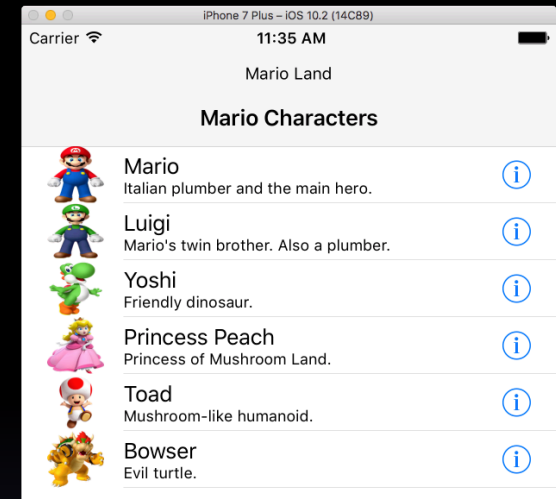 iPhone 7 Plus – iOS 10.2 (14C89)
Carrier 11:35 AM
Mario Land
Mario Characters
Mario
Italian plumber and the main hero.
Luigi
Mario's twin brother. Also a plumber.
Yoshi
Friendly dinosaur.
Princess Peach
Princess of Mushroom Land.
Toad
Mushroom-like humanoid.
Bowser
Evil turtle.